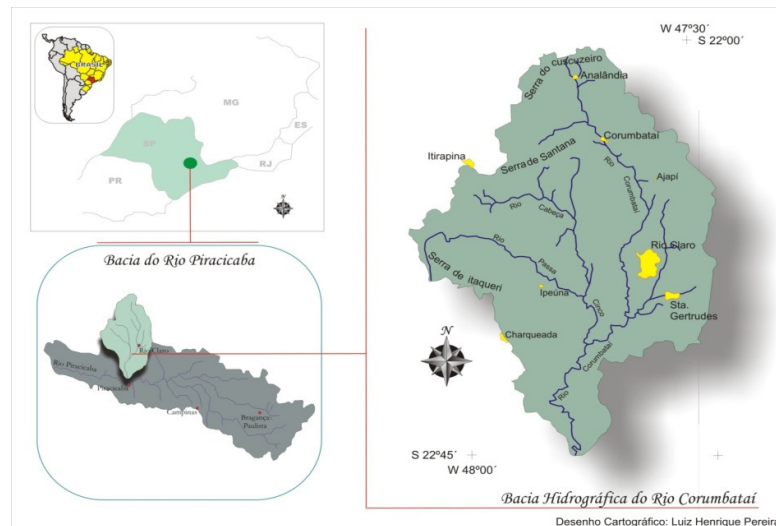 BRASIL
MG
ES
SP
RJ
PR
Bacia do Rio Piracicaba
Rio Claro
Rio Piracicaba
Piracicaba
Campinas
Bragança
Paulista
W 47º30´
S 22º00´
Serra do cuscuzeiro
Analândia
Corumbataí
Itirapina
Serra de Santana
Rio
Corumbataí
Ajapí
Rio
Cabeça
Rio Claro
Rio
Passa
Cinco
Serra de itaqueri
Ipeúna
Sta.
Gertrudes
Charqueada
N
Corumbataí
Rio
S 22º45´
W 48º00´
Bacia Hidrográfica do Rio Corumbataí
Desenho Cartográfico: Luiz Henrique Pereira